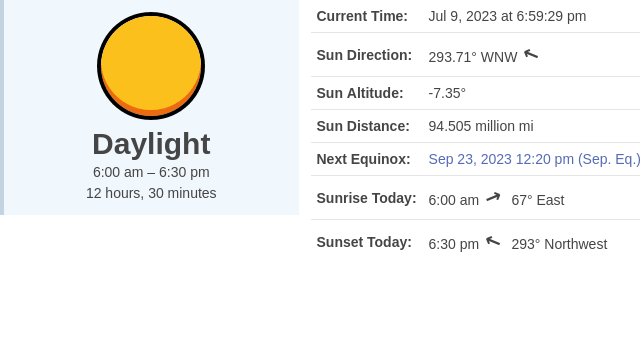 Daylight
6:00 am – 6:30 pm
12 hours, 30 minutes
Current Time: Jul 9, 2023 at 6:59:29 pm
Sun Direction: 293.71° WNW ↑
Sun Altitude: -7.35°
Sun Distance: 94.505 million mi
Next Equinox: Sep 23, 2023 12:20 pm (Sep. Eq.)
Sunrise Today: 6:00 am ↑ 67° East
Sunset Today: 6:30 pm ↑ 293° Northwest